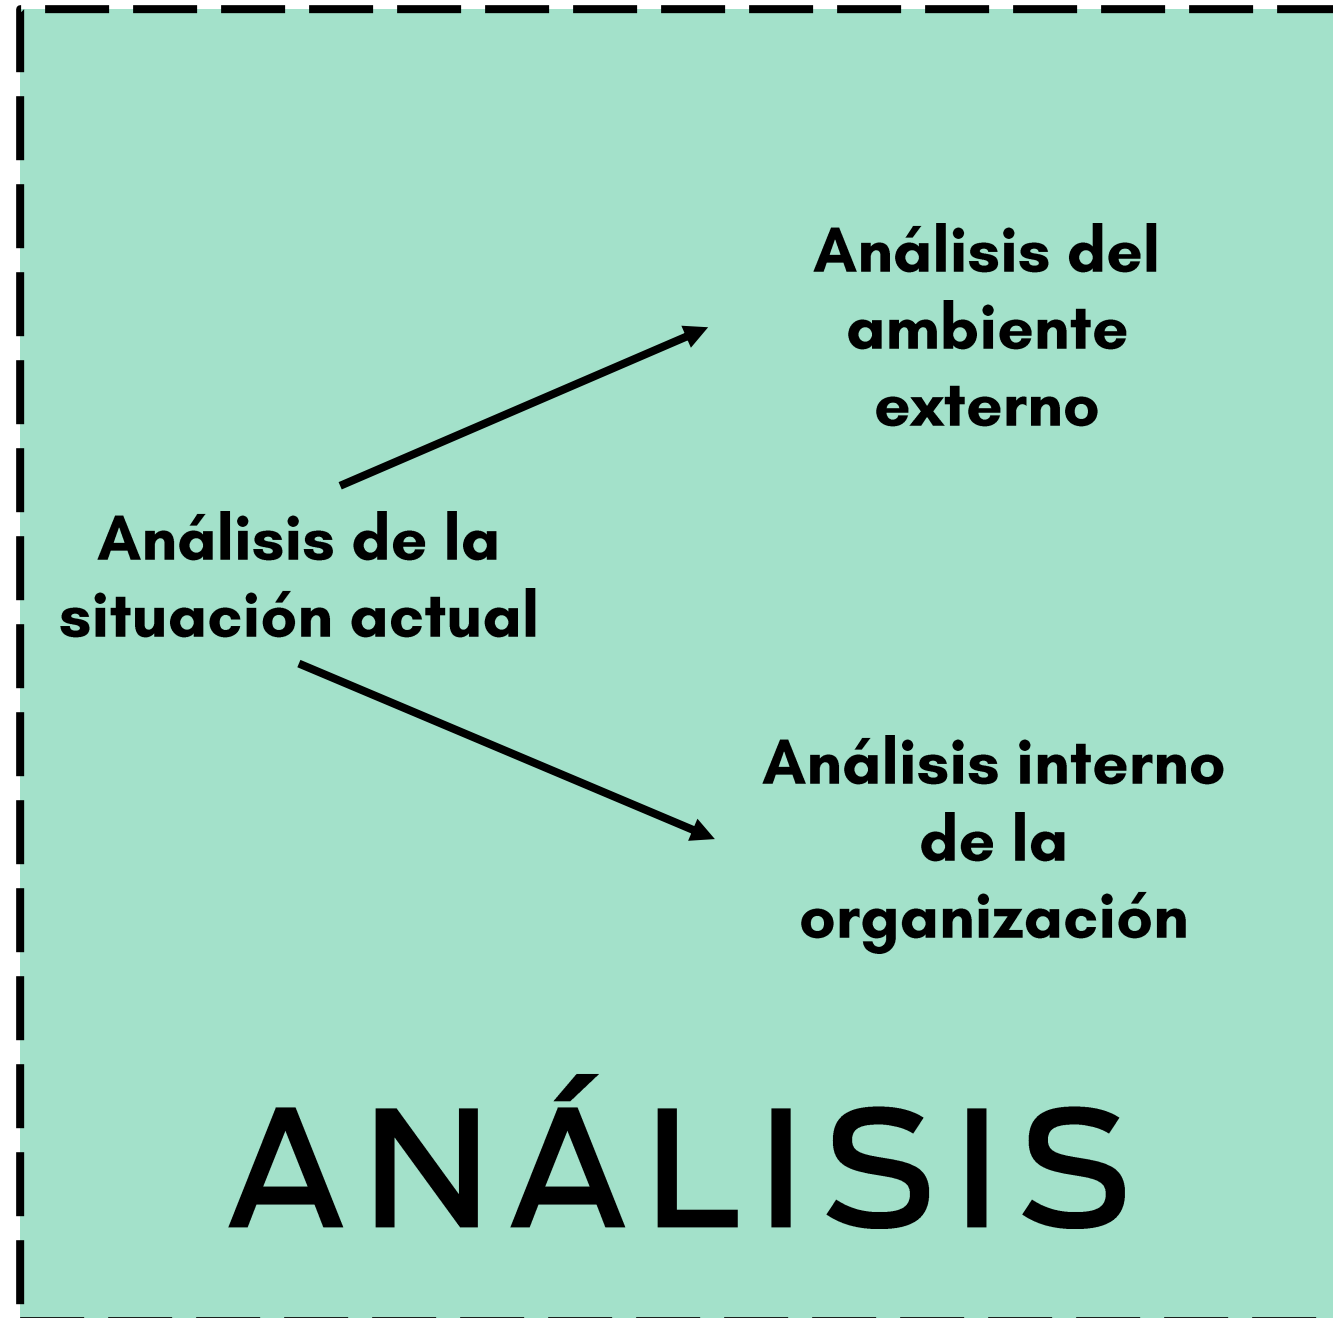 Análisis del
ambiente
externo
Análisis de la
situación actual
Análisis interno
de la
organización
ANÁLISIS